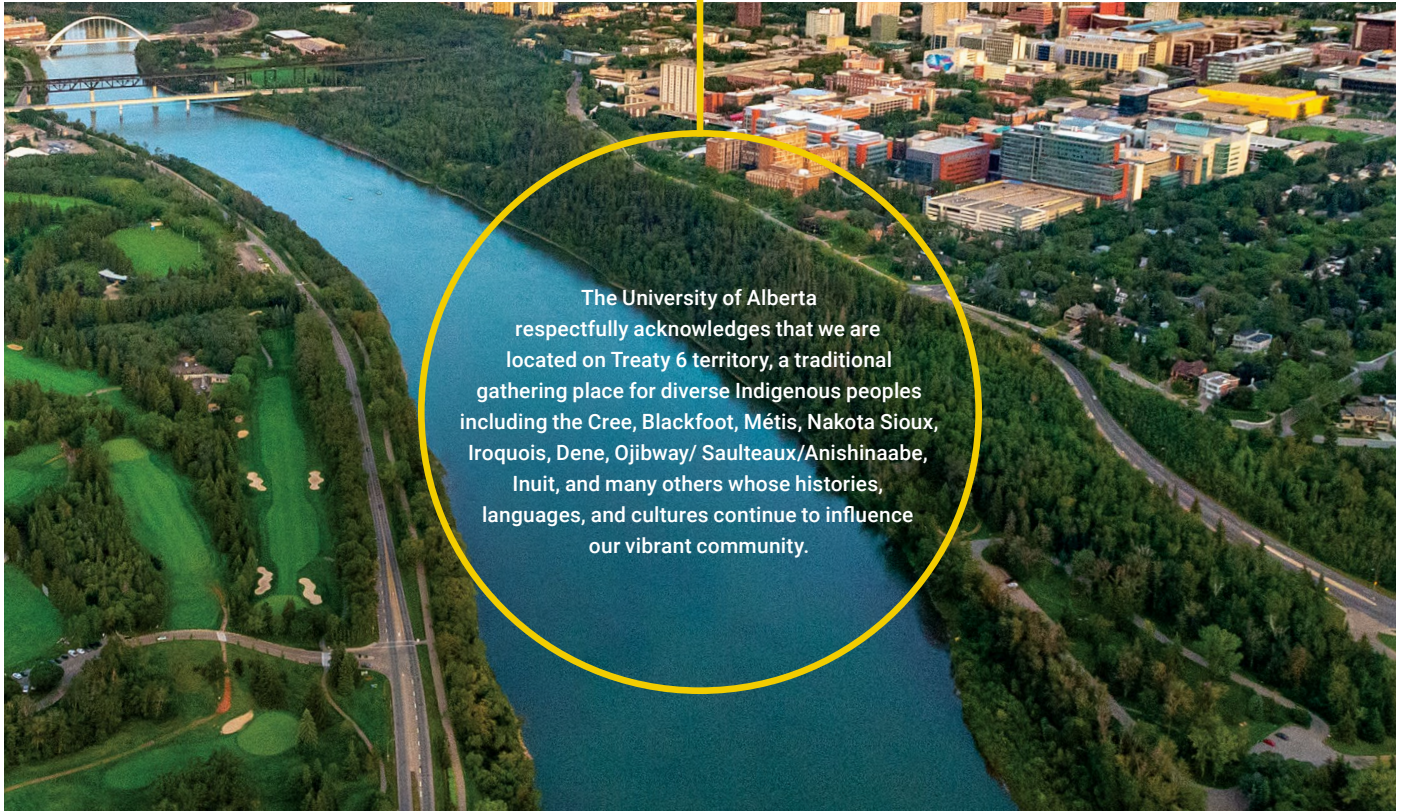 The University of Alberta
respectfully acknowledges that we are
located on Treaty 6 territory, a traditional
gathering place for diverse Indigenous peoples
including the Cree, Blackfoot, Métis, Nakota Sioux,
Iroquois, Dene, Ojibway/ Saulteaux/Anishinaabe,
Inuit, and many others whose histories,
languages, and cultures continue to influence
our vibrant community.